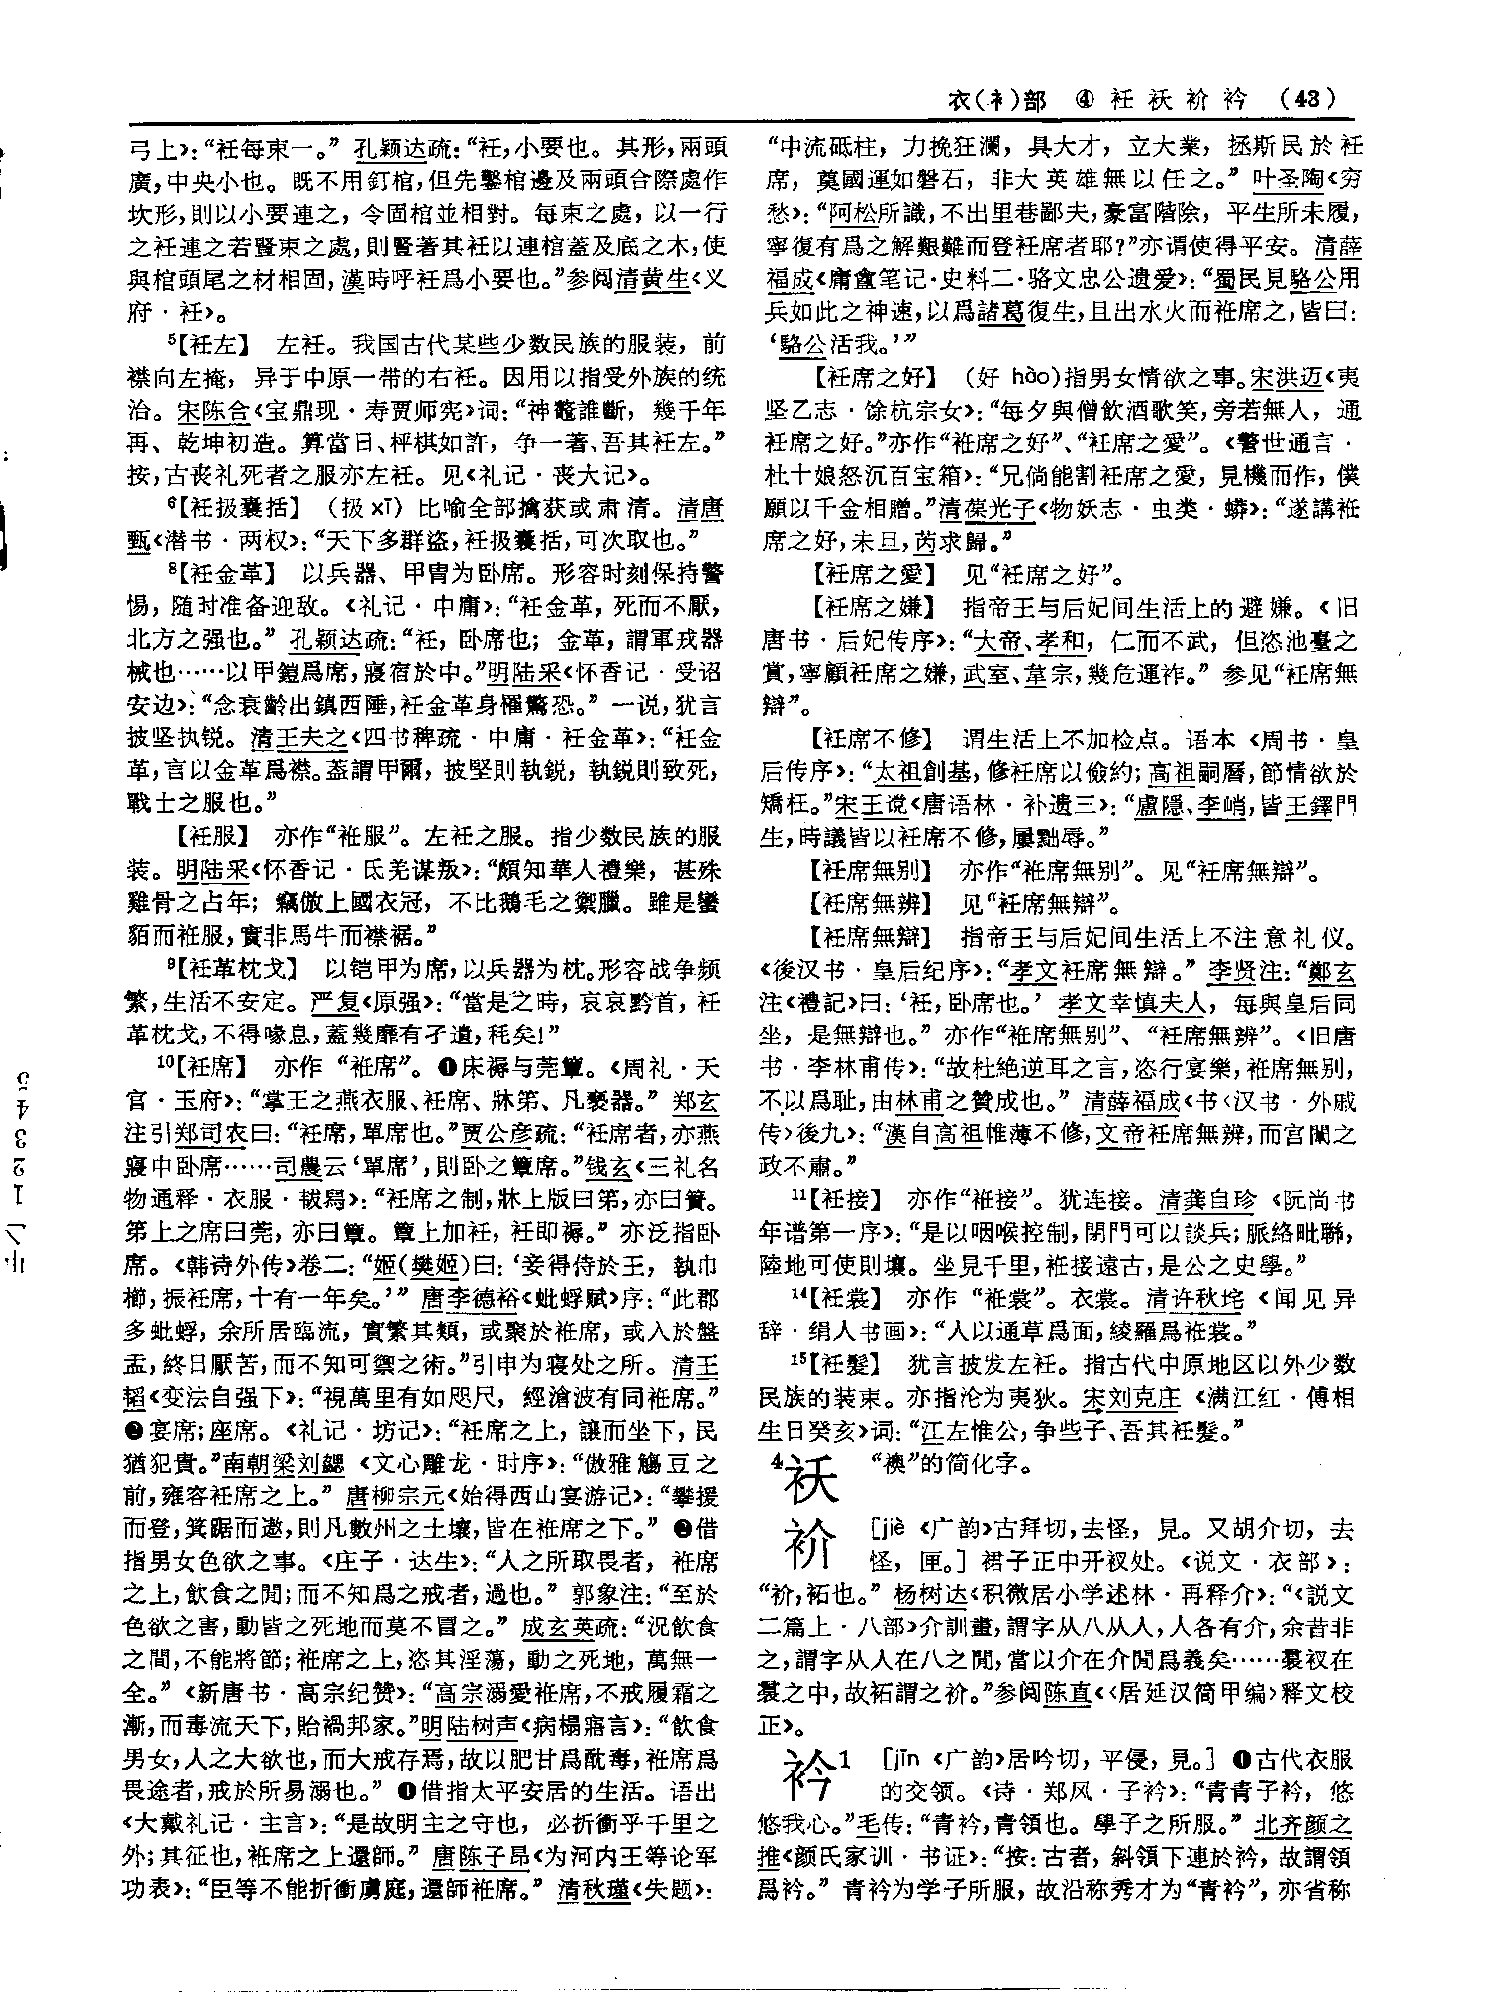 衣(衤)部　④ 衽 袄 衸 衿　(43)
弓上》：“衽每束一。”孔颖达疏：“衽，小要也。其形，兩頭
廣，中央小也。既不用釘棺，但先鑿棺邊及兩頭合際處作
坎形，則以小要連之，令固棺並相對。每束之處，以一行
之衽連之若豎束之處，則豎著其衽以連棺蓋及底之木，使
與棺頭尾之材相固，漢時呼衽爲小要也。”参阅清黄生《义
府·衽》。
5【衽左】　左衽。我国古代某些少数民族的服装，前
襟向左掩，异于中原一带的右衽。因用以指受外族的统
治。宋陈合《宝鼎现·寿贾师宪》词：“神鼇誰斷，幾千年
再、乾坤初造。算當日、枰棋如許，争一著、吾其衽左。”
按，古丧礼死者之服亦左衽。见《礼记·丧大记》。
6【衽扱囊括】　（扱 xī）比喻全部擒获或肃清。清唐
甄《潜书·两权》：“天下多群盗，衽扱囊括，可次取也。”
8【衽金革】　以兵器、甲胄为卧席。形容时刻保持警
惕，随时准备迎敌。《礼记·中庸》：“衽金革，死而不厭，
北方之强也。”孔颖达疏：“衽，卧席也；金革，謂軍戎器
械也……以甲鎧爲席，寢宿於中。”明陆采《怀香记·受诏
安边》：“念衰齡出鎮西陲，衽金革身罹驚恐。”一说，犹言
披坚执锐。清王夫之《四书稗疏·中庸·衽金革》：“衽金
革，言以金革爲襟。蓋謂甲爾，披堅則執鋭，執鋭則致死，
戰士之服也。”
【衽服】　亦作“袵服”。左衽之服。指少数民族的服
装。明陆采《怀香记·氐羌谋叛》：“頗知華人禮樂，甚殊
雞骨之占年；竊倣上國衣冠，不比鵝毛之禦臘。雖是蠻
貊而袵服，實非馬牛而襟裾。”
9【衽革枕戈】　以铠甲为席，以兵器为枕。形容战争频
繁，生活不安定。严复《原强》：“當是之時，哀哀黔首，衽
革枕戈，不得喙息，蓋幾靡有孑遺，耗矣！”
10【衽席】　亦作“袵席”。❶床褥与莞簟。《周礼·天
官·玉府》：“掌王之燕衣服、衽席、牀笫、凡褻器。”郑玄
注引郑司农曰：“衽席，單席也。”贾公彦疏：“衽席者，亦燕
寢中卧席……司農云‘單席’，則卧之簟席。”钱玄《三礼名
物通释·衣服·韨舄》：“衽席之制，牀上版曰笫，亦曰簀。
笫上之席曰莞，亦曰簟。簟上加衽，衽即褥。”亦泛指卧
席。《韩诗外传》卷二：“姬（樊姬）曰：‘妾得侍於王，執巾
櫛，振衽席，十有一年矣。’”唐李德裕《蚍蜉赋》序：“此郡
多蚍蜉，余所居臨流，實繁其類，或聚於袵席，或入於盤
盂，終日厭苦，而不知可禦之術。”引申为寝处之所。清王
韬《变法自强下》：“視萬里有如咫尺，經滄波有同袵席。”
❷宴席；座席。《礼记·坊记》：“衽席之上，讓而坐下，民
猶犯貴。”南朝梁刘勰《文心雕龙·时序》：“傲雅觴豆之
前，雍容衽席之上。”唐柳宗元《始得西山宴游记》：“攀援
而登，箕踞而遨，則凡數州之土壤，皆在袵席之下。”❸借
指男女色欲之事。《庄子·达生》：“人之所取畏者，袵席
之上，飲食之閒；而不知爲之戒者，過也。”郭象注：“至於
色欲之害，動皆之死地而莫不冒之。”成玄英疏：“況飲食
之間，不能將節；袵席之上，恣其淫蕩，動之死地，萬無一
全。”《新唐书·高宗纪赞》：“高宗溺愛袵席，不戒履霜之
漸，而毒流天下，貽禍邦家。”明陆树声《病榻寤言》：“飲食
男女，人之大欲也，而大戒存焉，故以肥甘爲酖毒，袵席爲
畏途者，戒於所易溺也。”❹借指太平安居的生活。语出
《大戴礼记·主言》：“是故明主之守也，必折衝乎千里之
外；其征也，袵席之上還師。”唐陈子昂《为河内王等论军
功表》：“臣等不能折衝虜庭，還師袵席。”清秋瑾《失题》：
“中流砥柱，力挽狂瀾，具大才，立大業，拯斯民於衽
席，奠國運如磐石，非大英雄無以任之。”叶圣陶《穷
愁》：“阿松所識，不出里巷鄙夫，豪富階除，平生所未履，
寧復有爲之解艱難而登衽席者耶？”亦谓使得平安。清薛
福成《庸盦笔记·史料二·骆文忠公遗爱》：“蜀民見駱公用
兵如此之神速，以爲諸葛復生，且出水火而袵席之，皆曰：
‘駱公活我。’”
【衽席之好】　（好 hào）指男女情欲之事。宋洪迈《夷
坚乙志·馀杭宗女》：“每夕與僧飲酒歌笑，旁若無人，通
衽席之好。”亦作“袵席之好”、“衽席之愛”。《警世通言·
杜十娘怒沉百宝箱》：“兄倘能割衽席之愛，見機而作，僕
願以千金相贈。”清葆光子《物妖志·虫类·蟒》：“遂講袵
席之好，未旦，芮求歸。”
【衽席之愛】　见“衽席之好”。
【衽席之嫌】　指帝王与后妃间生活上的避嫌。《旧
唐书·后妃传序》：“大帝、孝和，仁而不武，但恣池臺之
賞，寧顧衽席之嫌，武室、韋宗，幾危運祚。”参见“衽席無
辯”。
【衽席不修】　谓生活上不加检点。语本《周书·皇
后传序》：“太祖創基，修衽席以儉約；高祖嗣曆，節情欲於
矯枉。”宋王谠《唐语林·补遗三》：“盧隱、李峭，皆王鐸門
生，時議皆以衽席不修，屢黜辱。”
【衽席無别】　亦作“袵席無别”。见“衽席無辯”。
【衽席無辨】　见“衽席無辯”。
【衽席無辯】　指帝王与后妃间生活上不注意礼仪。
《後汉书·皇后纪序》：“孝文衽席無辯。”李贤注：“鄭玄
注《禮記》曰：‘衽，卧席也。’孝文幸慎夫人，每與皇后同
坐，是無辯也。”亦作“袵席無别”、“衽席無辨”。《旧唐
书·李林甫传》：“故杜絶逆耳之言，恣行宴樂，袵席無别，
不以爲耻，由林甫之贊成也。”清薛福成《书〈汉书·外戚
传〉後九》：“漢自高祖帷薄不修，文帝衽席無辨，而宫闈之
政不肅。”
11【衽接】　亦作“袵接”。犹连接。清龚自珍《阮尚书
年谱第一序》：“是以咽喉控制，閉門可以談兵；脈絡毗聯，
陸地可使則壤。坐見千里，袵接遠古，是公之史學。”
14【衽裳】　亦作“袵裳”。衣裳。清许秋垞《闻见异
辞·绢人书画》：“人以通草爲面，綾羅爲袵裳。”
15【衽髮】　犹言披发左衽。指古代中原地区以外少数
民族的装束。亦指沦为夷狄。宋刘克庄《满江红·傅相
生日癸亥》词：“江左惟公，争些子、吾其衽髮。”
4袄　“襖”的简化字。
衸　[jiè《广韵》古拜切，去怪，見。又胡介切，去
怪，匣。]裙子正中开衩处。《说文·衣部》：
“衸，袥也。”杨树达《积微居小学述林·再释介》：“《説文
二篇上·八部》介訓畫，謂字从八从人，人各有介，余昔非
之，謂字从人在八之閒，當以介在介閒爲義矣……裠衩在
裠之中，故袥謂之衸。”参阅陈直《〈居延汉简甲编〉释文校
正》。
衿1　[jīn《广韵》居吟切，平侵，見。]❶古代衣服
的交领。《诗·郑风·子衿》：“青青子衿，悠
悠我心。”毛传：“青衿，青領也。學子之所服。”北齐颜之
推《颜氏家训·书证》：“按：古者，斜領下連於衿，故謂領
爲衿。”青衿为学子所服，故沿称秀才为“青衿”，亦省称